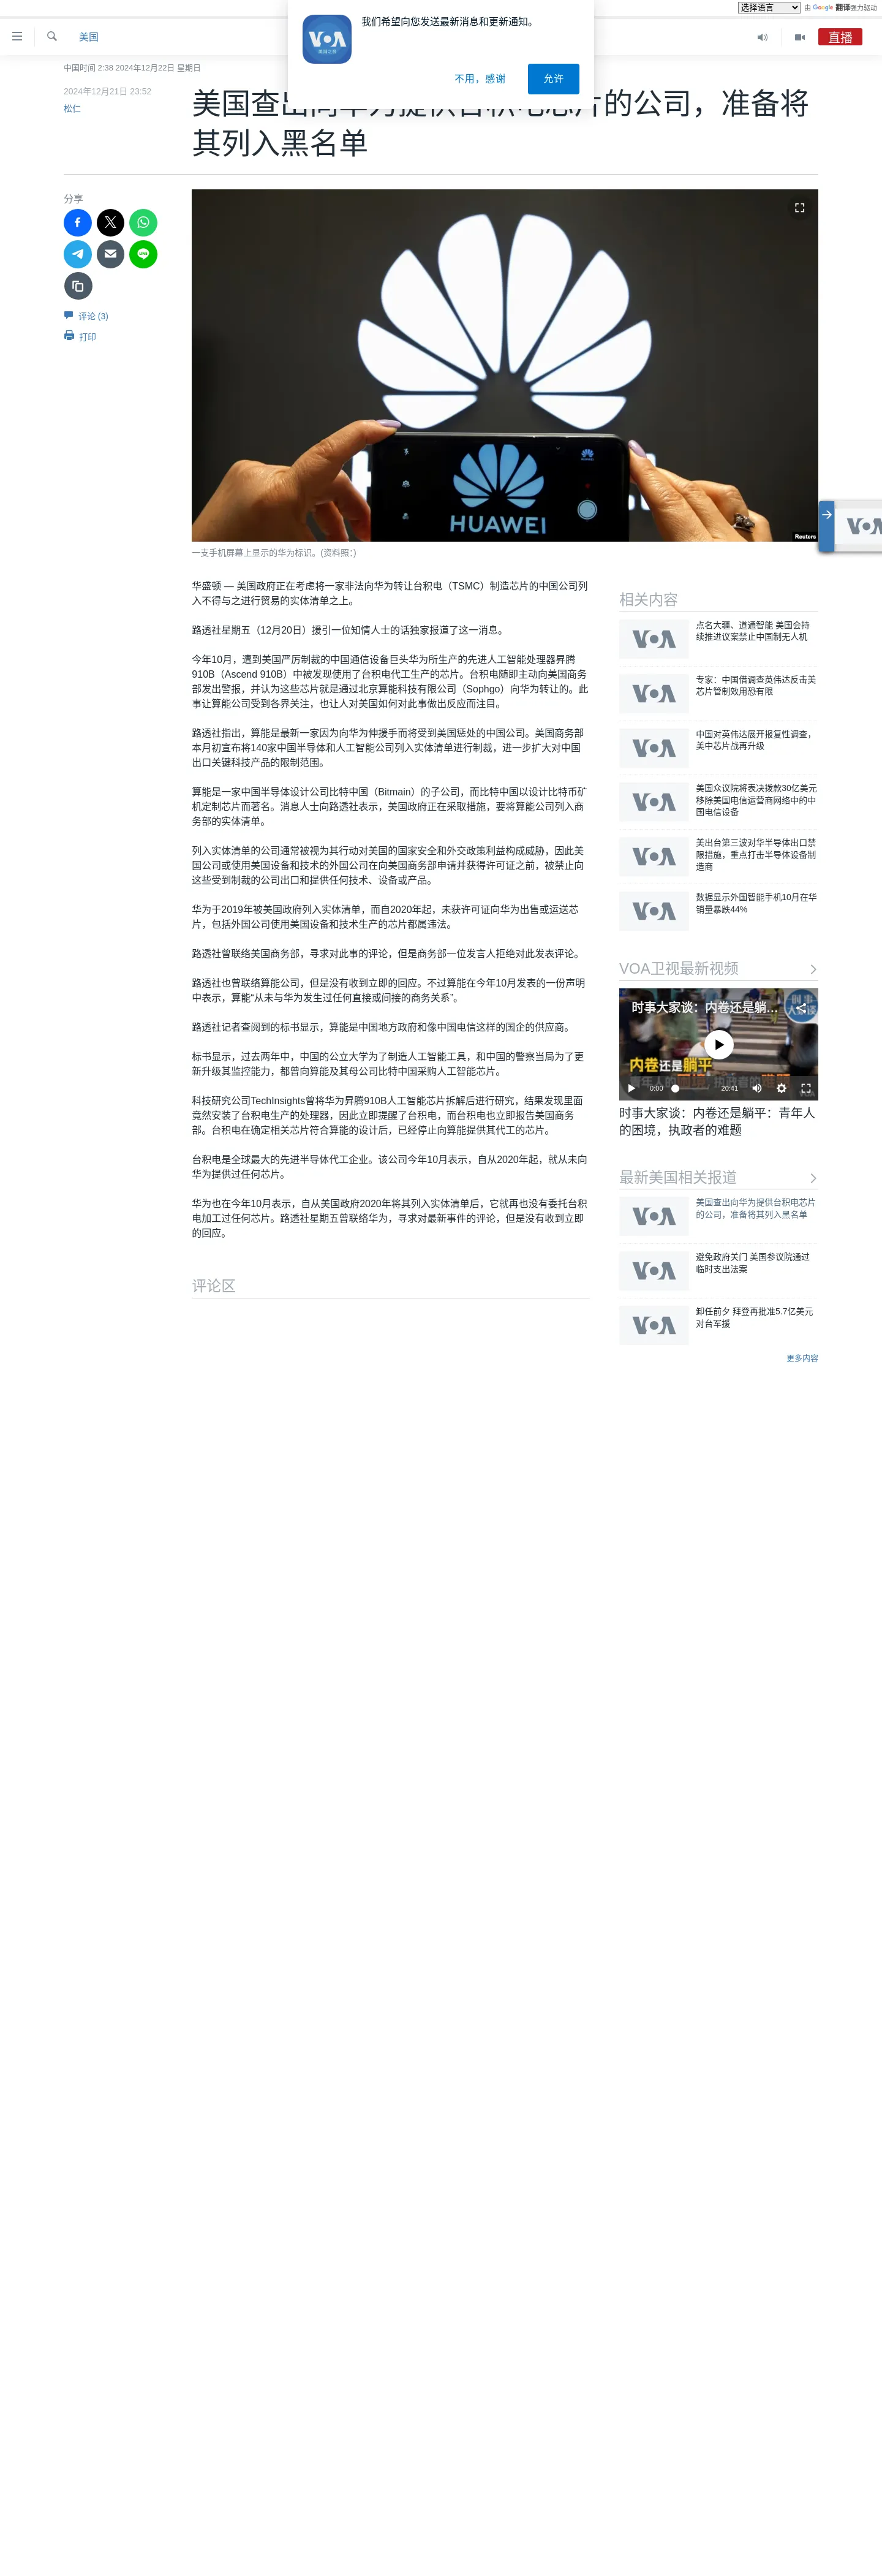 选择语言 由 Google 翻译强力驱动
我们希望向您发送最新消息和更新通知。
VOA
美国之音
不用，感谢
允许
美国
直播
中国时间 2:38 2024年12月22日 星期日
2024年12月21日 23:52
松仁
美国查出向华为提供台积电芯片的公司，准备将
其列入黑名单
分享
评论 (3)
打印
HUAWEI
HUAWEI
Reuters
一支手机屏幕上显示的华为标识。(资料照：)
华盛顿 — 美国政府正在考虑将一家非法向华为转让台积电（TSMC）制造芯片的中国公司列
入不得与之进行贸易的实体清单之上。
路透社星期五（12月20日）援引一位知情人士的话独家报道了这一消息。
今年10月，遭到美国严厉制裁的中国通信设备巨头华为所生产的先进人工智能处理器昇腾
910B（Ascend 910B）中被发现使用了台积电代工生产的芯片。台积电随即主动向美国商务
部发出警报，并认为这些芯片就是通过北京算能科技有限公司（Sophgo）向华为转让的。此
事让算能公司受到各界关注，也让人对美国如何对此事做出反应而注目。
路透社指出，算能是最新一家因为向华为伸援手而将受到美国惩处的中国公司。美国商务部
本月初宣布将140家中国半导体和人工智能公司列入实体清单进行制裁，进一步扩大对中国
出口关键科技产品的限制范围。
算能是一家中国半导体设计公司比特中国（Bitmain）的子公司，而比特中国以设计比特币矿
机定制芯片而著名。消息人士向路透社表示，美国政府正在采取措施，要将算能公司列入商
务部的实体清单。
列入实体清单的公司通常被视为其行动对美国的国家安全和外交政策利益构成威胁，因此美
国公司或使用美国设备和技术的外国公司在向美国商务部申请并获得许可证之前，被禁止向
这些受到制裁的公司出口和提供任何技术、设备或产品。
华为于2019年被美国政府列入实体清单，而自2020年起，未获许可证向华为出售或运送芯
片，包括外国公司使用美国设备和技术生产的芯片都属违法。
路透社曾联络美国商务部，寻求对此事的评论，但是商务部一位发言人拒绝对此发表评论。
路透社也曾联络算能公司，但是没有得到立即的回应。不过算能在今年10月发表的一份声明
中表示，算能“从未与华为发生过任何直接或间接的商务关系”。
路透社记者查阅到的标书显示，算能是中国地方政府和像中国电信这样的国企的供应商。
标书显示，过去两年中，中国的公立大学为了制造人工智能工具，和中国的警察当局为了更
新升级其监控能力，都曾向算能及其母公司比特中国采购人工智能芯片。
科技研究公司TechInsights曾将华为昇腾910B人工智能芯片拆解后进行研究，结果发现里面
竟然安装了台积电生产的处理器，因此立即提醒了台积电，而台积电也立即报告美国商务
部。台积电在确定相关芯片符合算能的设计后，已经停止向算能提供其代工的芯片。
台积电是全球最大的先进半导体代工企业。该公司今年10月表示，自从2020年起，就从未向
华为提供过任何芯片。
华为也在今年10月表示，自从美国政府2020年将其列入实体清单后，它就再也没有委托台积
电加工过任何芯片。路透社星期五曾联络华为，寻求对最新事件的评论，但是没有收到立即
的回应。
评论区
相关内容
VOA
点名大疆、道通智能 美国会持
续推进议案禁止中国制无人机
VOA
专家：中国借调查英伟达反击美
芯片管制效用恐有限
VOA
中国对英伟达展开报复性调查，
美中芯片战再升级
VOA
美国众议院将表决拨款30亿美元
移除美国电信运营商网络中的中
国电信设备
VOA
美出台第三波对华半导体出口禁
限措施，重点打击半导体设备制
造商
VOA
数据显示外国智能手机10月在华
销量暴跌44%
VOA卫视最新视频
时事大家谈：内卷还是躺…
内卷还是躺平
0:00
20:41
时事大家谈：内卷还是躺平：青年人
的困境，执政者的难题
最新美国相关报道
VOA
美国查出向华为提供台积电芯片
的公司，准备将其列入黑名单
VOA
避免政府关门 美国参议院通过
临时支出法案
VOA
卸任前夕 拜登再批准5.7亿美元
对台军援
更多内容